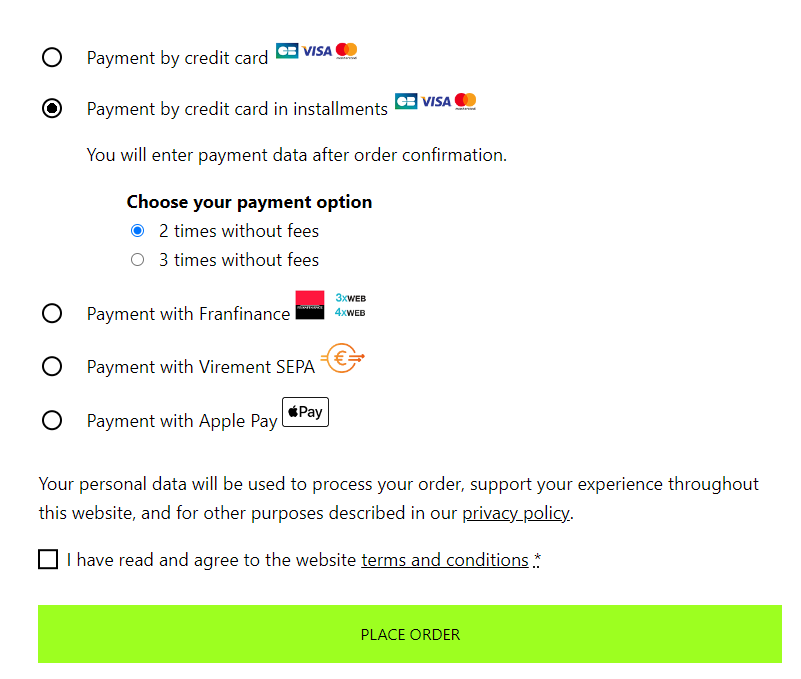 Payment by credit card CB VISA mastercard
Payment by credit card in installments CB VISA mastercard
You will enter payment data after order confirmation.
Choose your payment option
2 times without fees
3 times without fees
Payment with Franfinance 3xWEB
4xWEB
Payment with Virement SEPA €
Payment with Apple Pay Pay
Your personal data will be used to process your order, support your experience throughout
this website, and for other purposes described in our privacy policy.
I have read and agree to the website terms and conditions *
PLACE ORDER